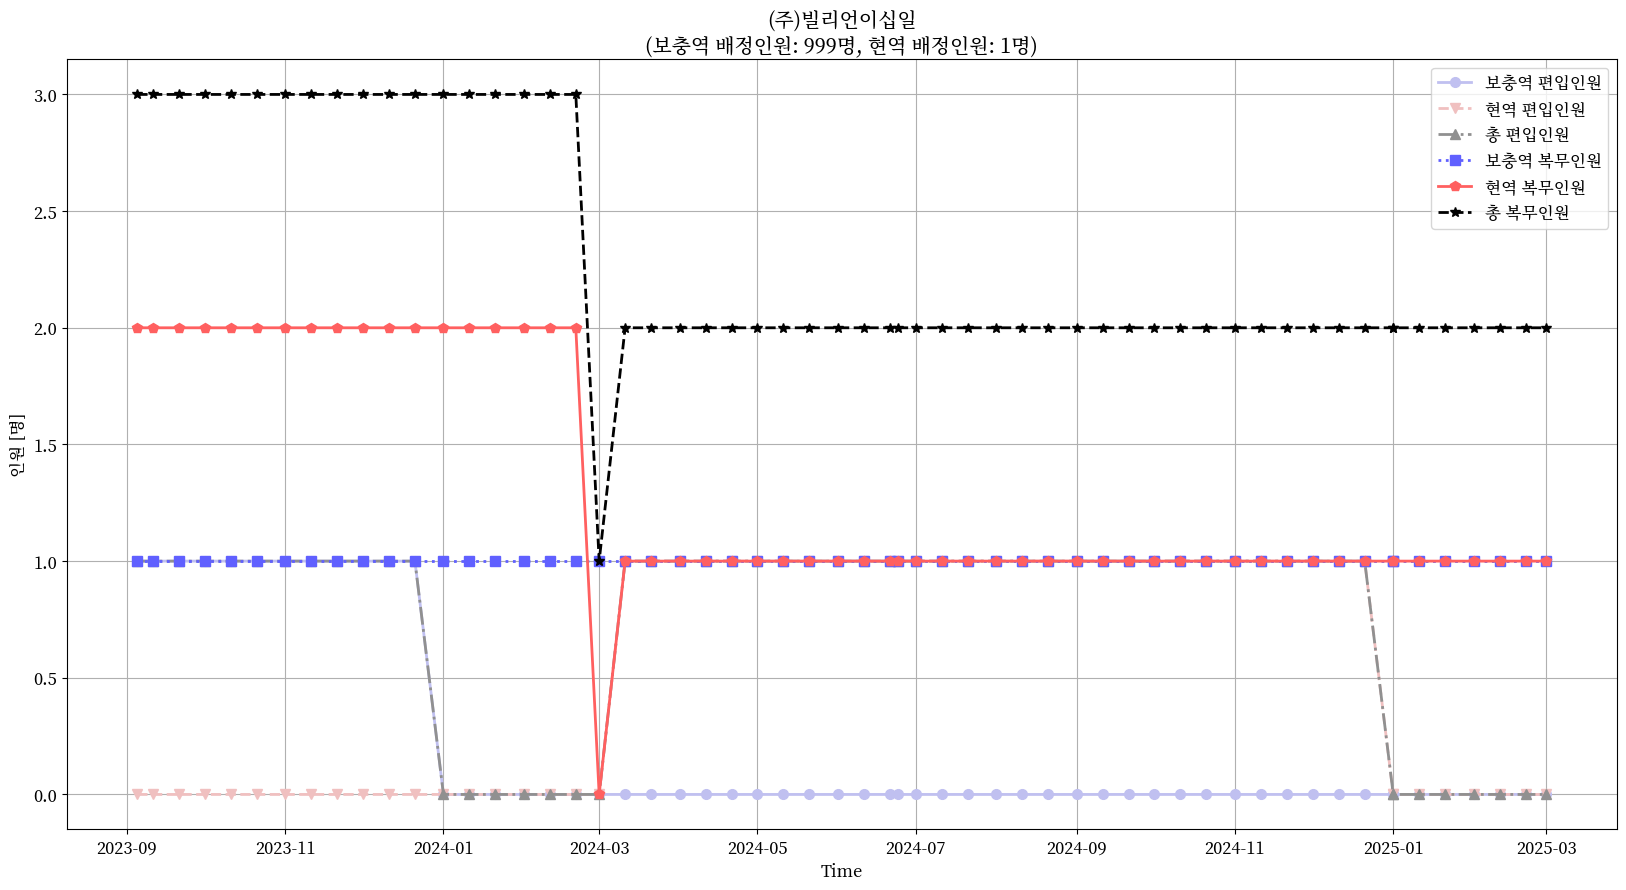 (주)빌리언이십일
(보충역 배정인원: 999명, 현역 배정인원: 1명)
보충역 편입인원
현역 편입인원
총 편입인원
보충역 복무인원
현역 복무인원
총 복무인원
인원 [명]
3.0
2.5
2.0
1.5
1.0
0.5
0.0
2023-09 2023-11 2024-01 2024-03 2024-05 2024-07 2024-09 2024-11 2025-01 2025-03
Time